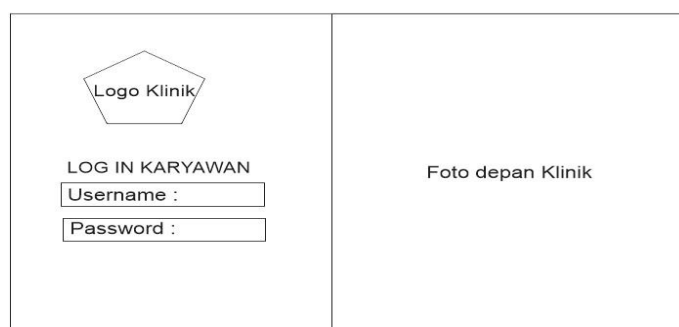 Logo Klinik
LOG IN KARYAWAN
Username :
Password :
Foto depan Klinik